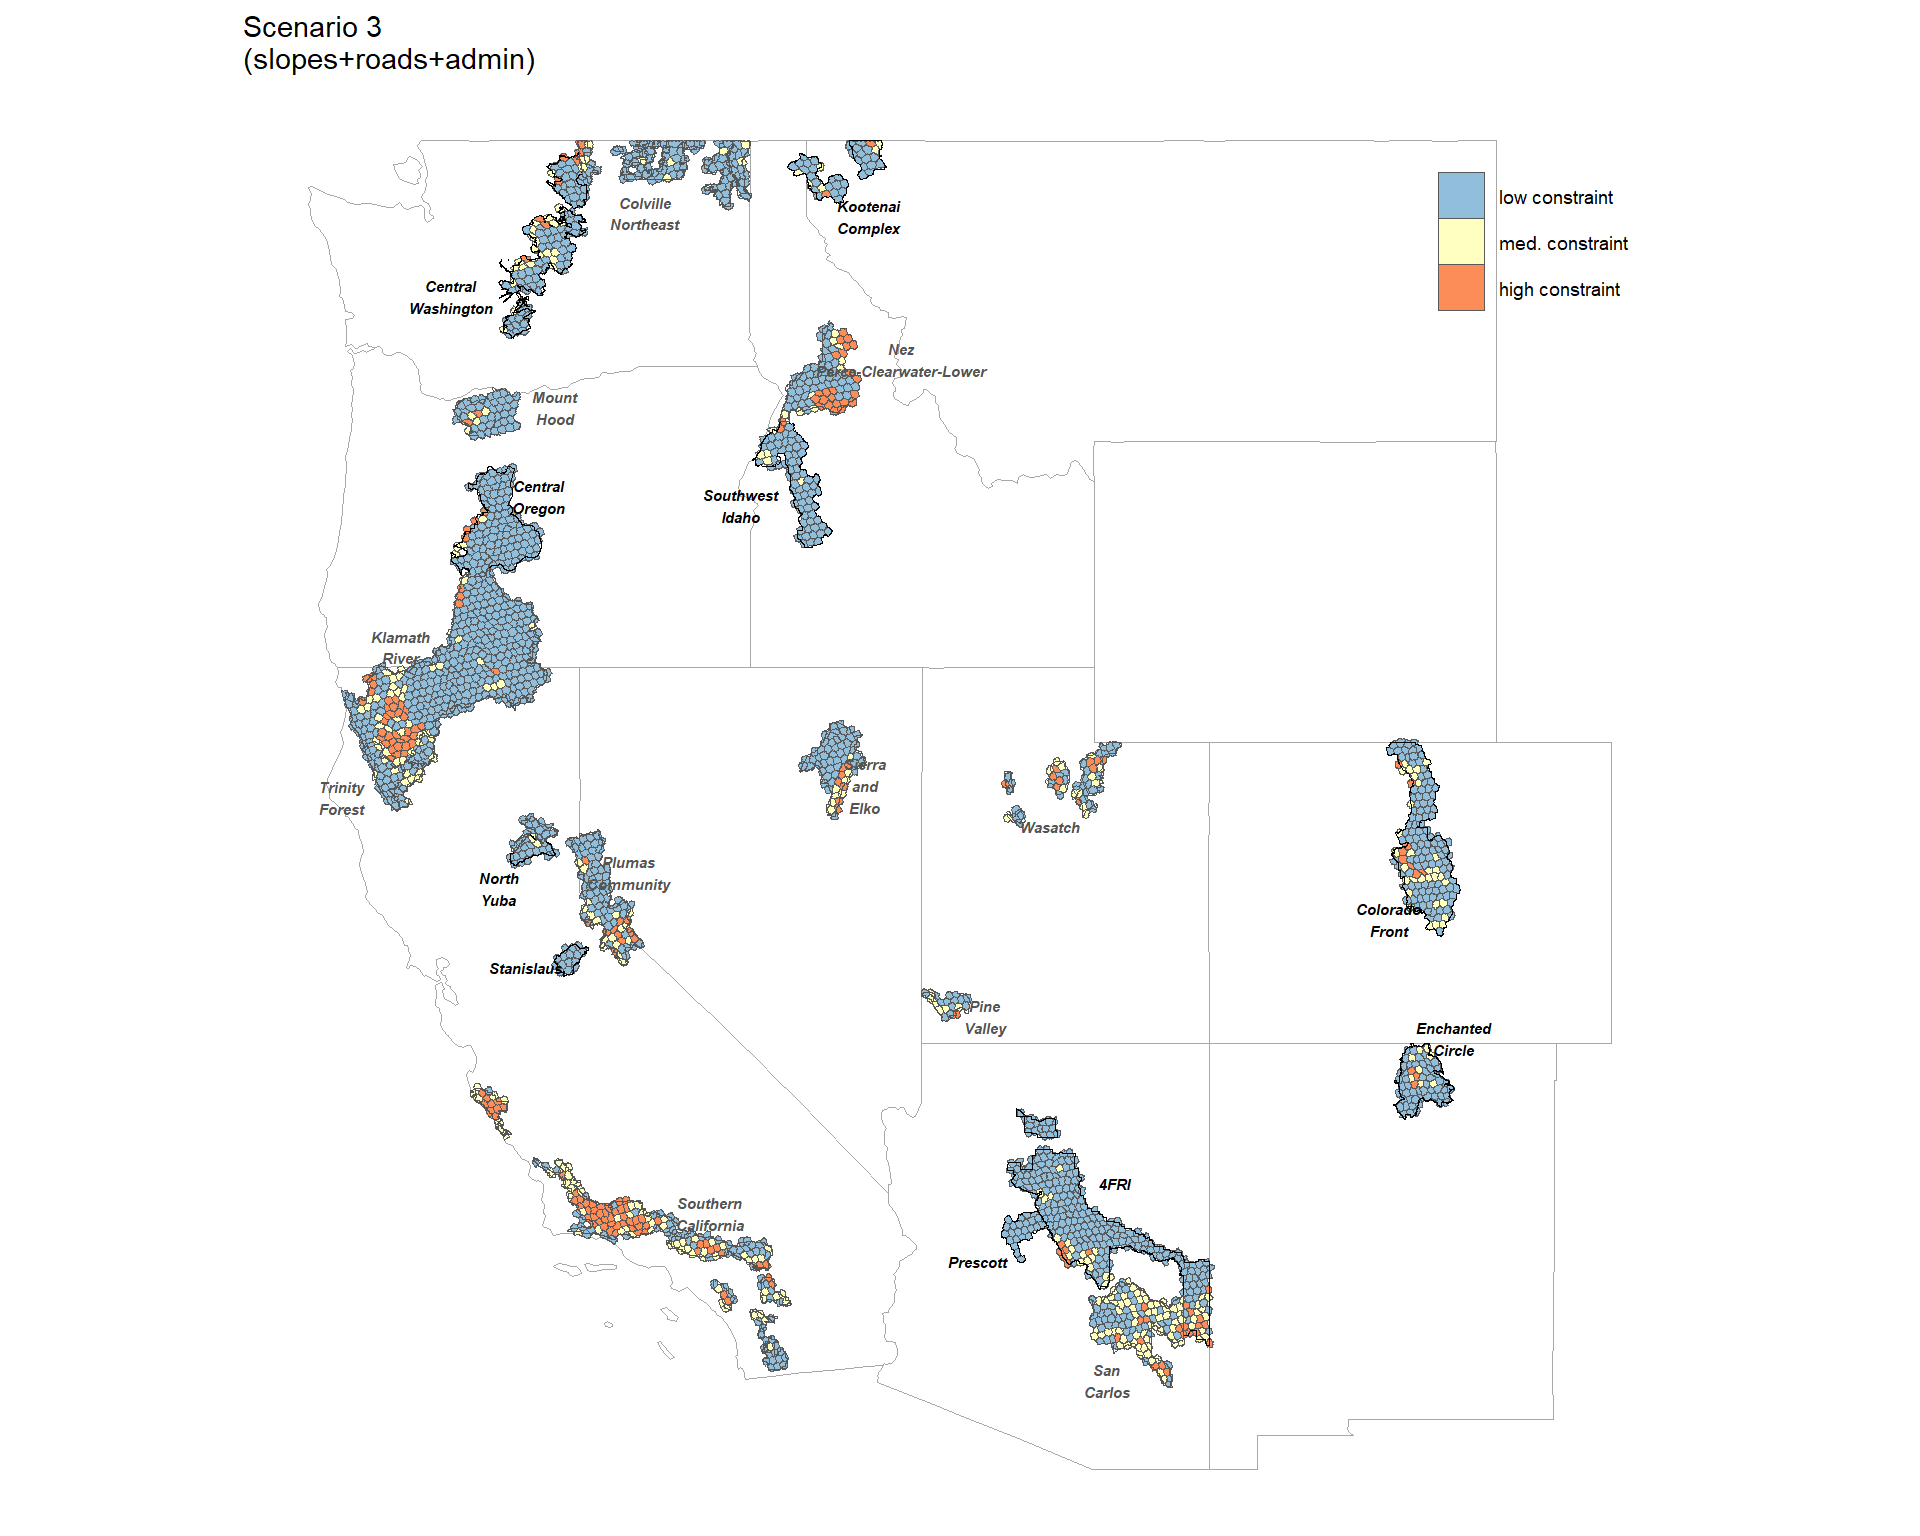 Scenario 3
(slopes+roads+admin)
low constraint
med. constraint
high constraint
Colville
Northeast
Kootenai
Complex
Central
Washington
Nez
Perce-Clearwater-Lower
Mount
Hood
Central
Oregon
Southwest
Idaho
Klamath
River
Trinity
Forest
Sierra
and
Elko
Wasatch
North
Yuba
Plumas
Community
Stanislaus
Colorado
Front
Pine
Valley
Enchanted
Circle
Southern
California
4FRI
Prescott
San
Carlos